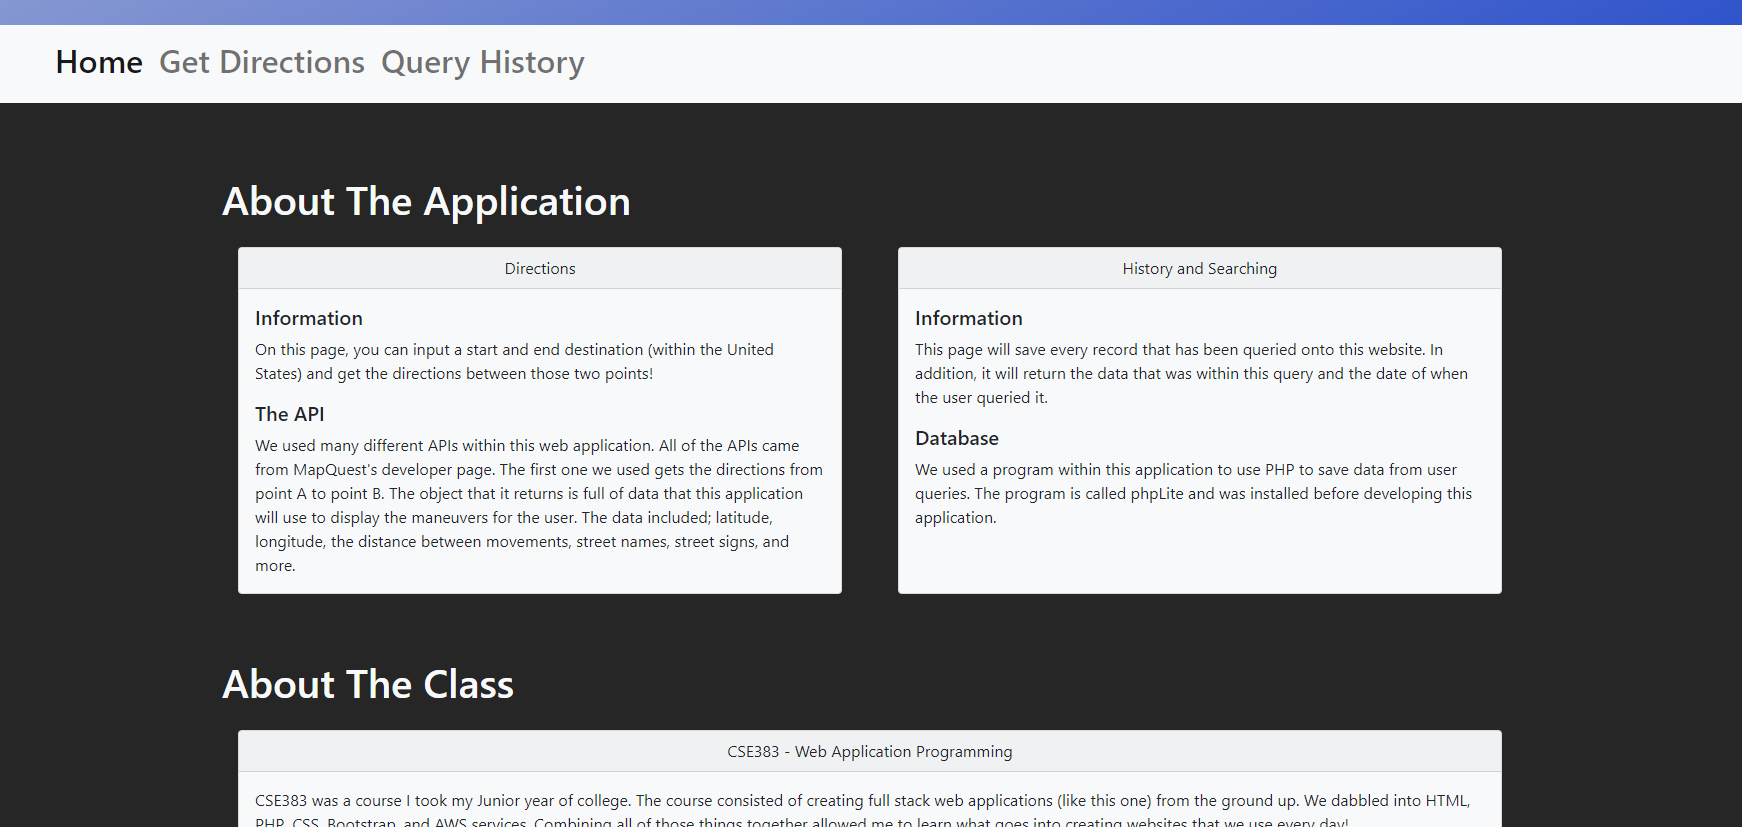 Home Get Directions Query History
About The Application
Directions
Information
On this page, you can input a start and end destination (within the United
States) and get the directions between those two points!
The API
We used many different APIs within this web application. All of the APIs came
from MapQuest's developer page. The first one we used gets the directions from
point A to point B. The object that it returns is full of data that this application
will use to display the maneuvers for the user. The data included; latitude,
longitude, the distance between movements, street names, street signs, and
more.
History and Searching
Information
This page will save every record that has been queried onto this website. In
addition, it will return the data that was within this query and the date of when
the user queried it.
Database
We used a program within this application to use PHP to save data from user
queries. The program is called phpLite and was installed before developing this
application.
About The Class
CSE383 - Web Application Programming
CSE383 was a course I took my Junior year of college. The course consisted of creating full stack web applications (like this one) from the ground up. We dabbled into HTML,
PHP, CSS, Bootstrap, and AWS services. Combining all of those things together allowed me to learn what goes into creating websites that we use every day!